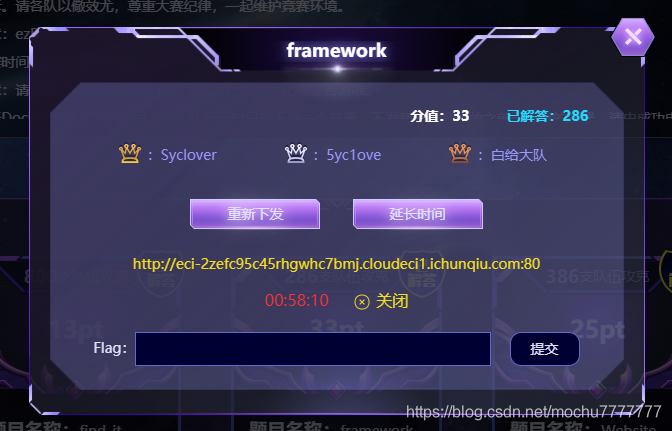 。请各队以儆效尤，尊重大赛纪律，一起维护竞赛环境。
framework
分值：33 已解答：286
：Syclover ：5yc1ove ：白给大队
重新下发 延长时间
http://eci-2zefc95c45rhgwhc7bmj.cloudeci1.ichunqiu.com:80
00:58:10 关闭
386支队伍攻克
13pt 33pt 25pt
Flag: 提交
https://blog.csdn.net/mochu7777777
题目名称：find_it 题目名称：framework 题目名称：Website